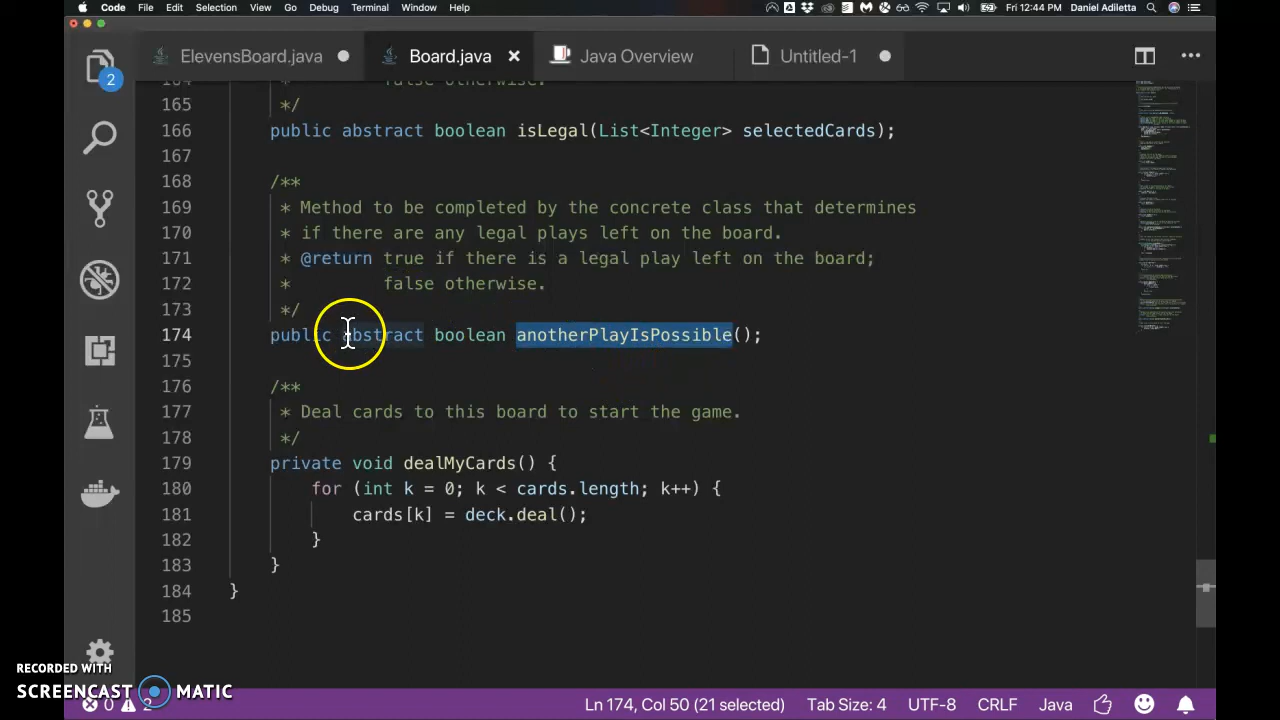 Code File Edit Selection View Go Debug Terminal Window Help Fri 12:44 PM Daniel Adiletta
ElevensBoard.java Board.java Java Overview Untitled-1
2
164 * false otherwise.
165 */
166 public abstract boolean isLegal(List<Integer> selectedCards);
167
168 /**
169 * Method to be completed by the concrete class that determines
170 * if there are any legal plays left on the board.
171 * @return true if there is a legal play left on the board;
172 * false otherwise.
173 */
174 public abstract boolean anotherPlayIsPossible();
175
176 /**
177 * Deal cards to this board to start the game.
178 */
179 private void dealMyCards() {
180 for (int k = 0; k < cards.length; k++) {
181 cards[k] = deck.deal();
182 }
183 }
184 }
185
RECORDED WITH
SCREENCAST MATIC
0 2 Ln 174, Col 50 (21 selected) Tab Size: 4 UTF-8 CRLF Java